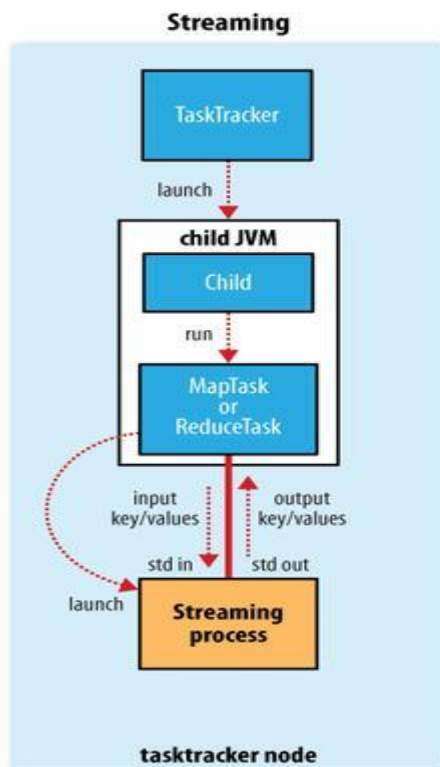 Streaming
TaskTracker
launch
child JVM
Child
run
MapTask
or
ReduceTask
input
key/values
output
key/values
std in
std out
launch
Streaming
process
tasktracker node